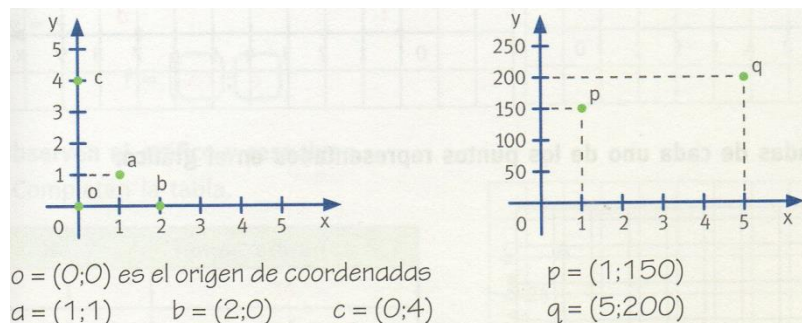 y
5
4
c
3
2
1
a
b
o
0
1
2
3
4
5
x
y
250
200
q
150
p
100
50
0
1
2
3
4
5
x
o = (0;0) es el origen de coordenadas
a = (1;1) b = (2;0) c = (0;4)
p = (1;150)
q = (5;200)